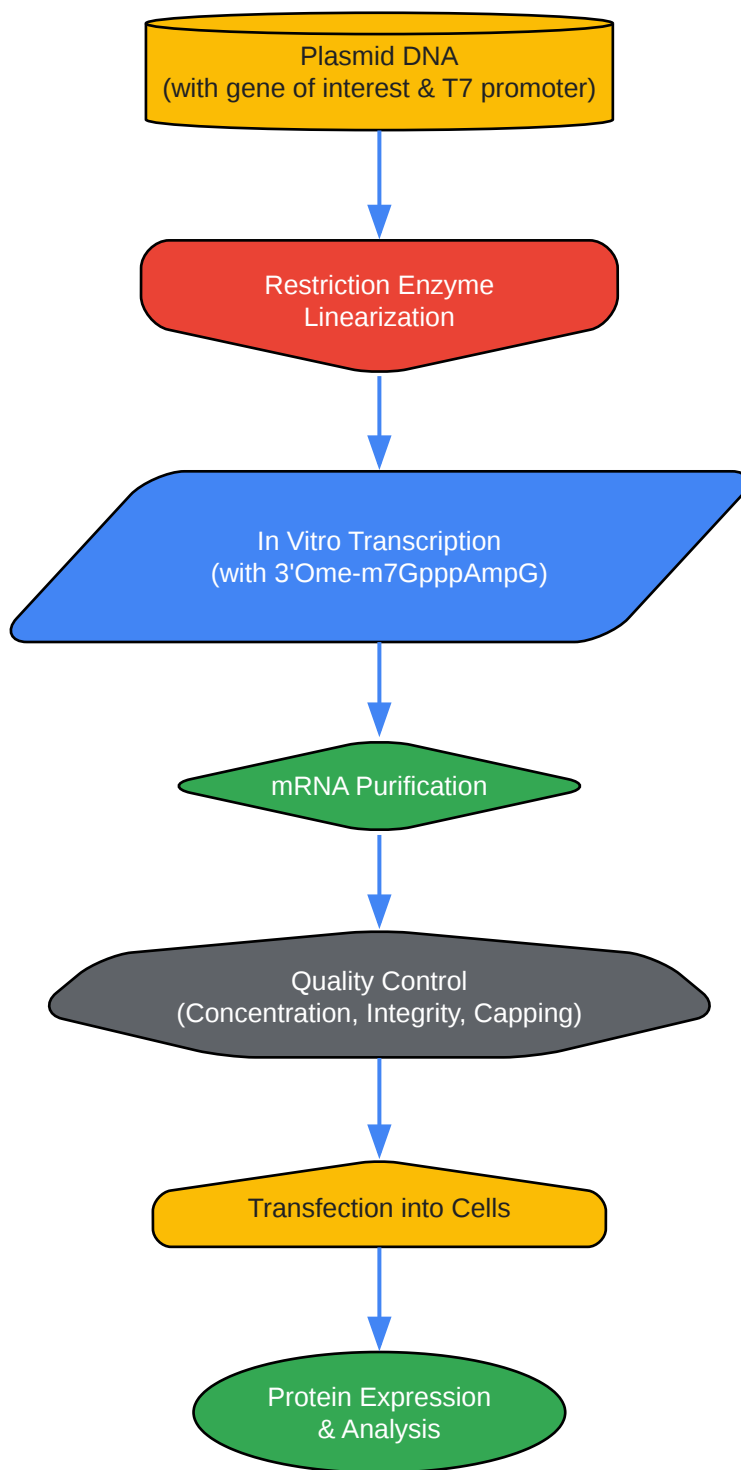 Plasmid DNA
(with gene of interest & T7 promoter)
Restriction Enzyme
Linearization
In Vitro Transcription
(with 3'Ome-m7GpppAmpG)
mRNA Purification
Quality Control
(Concentration, Integrity, Capping)
Transfection into Cells
Protein Expression
& Analysis